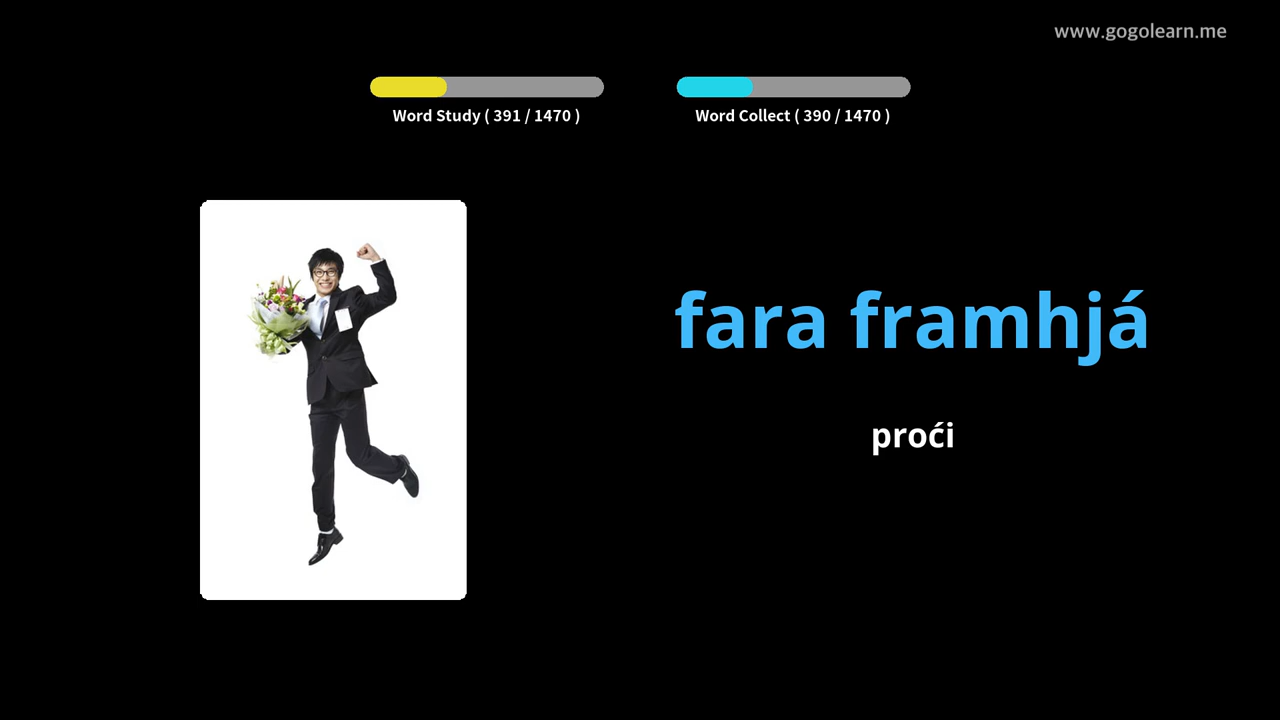 www.gogolearn.me
Word Study ( 391 / 1470 )
Word Collect ( 390 / 1470 )
fara framhjá
proći